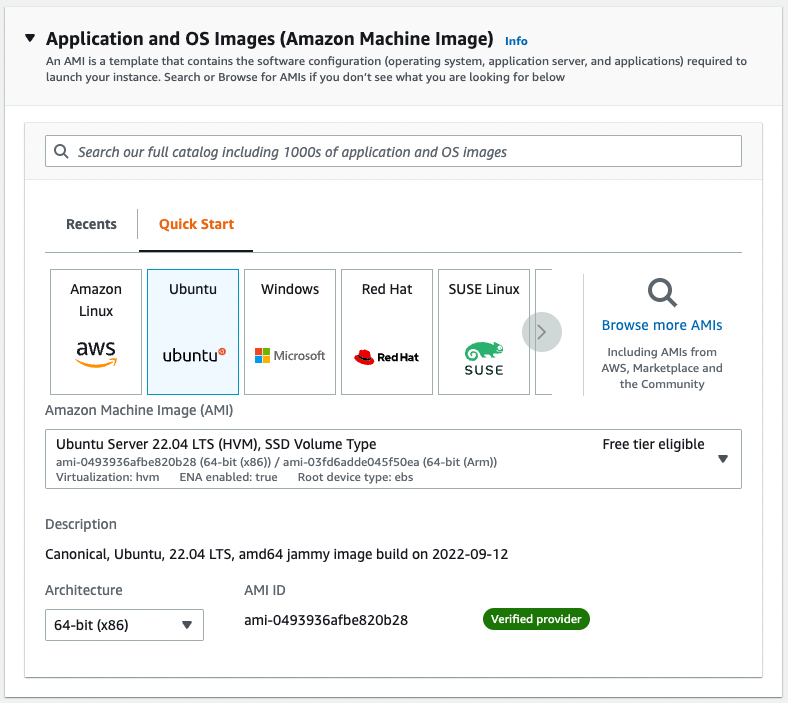 Application and OS Images (Amazon Machine Image) Info
An AMI is a template that contains the software configuration (operating system, application server, and applications) required to
launch your instance. Search or Browse for AMIs if you don’t see what you are looking for below
Search our full catalog including 1000s of application and OS images
Recents
Quick Start
Amazon
Linux
aws
Ubuntu
ubuntu
Windows
Microsoft
Red Hat
Red Hat
SUSE Linux
SUSE
Browse more AMIs
Including AMIs from
AWS, Marketplace and
the Community
Amazon Machine Image (AMI)
Ubuntu Server 22.04 LTS (HVM), SSD Volume Type
Free tier eligible
ami-0493936afbe820b28 (64-bit (x86)) / ami-03fd6adde045f50ea (64-bit (Arm))
Virtualization: hvm ENA enabled: true Root device type: ebs
Description
Canonical, Ubuntu, 22.04 LTS, amd64 jammy image build on 2022-09-12
Architecture
64-bit (x86)
AMI ID
ami-0493936afbe820b28
Verified provider